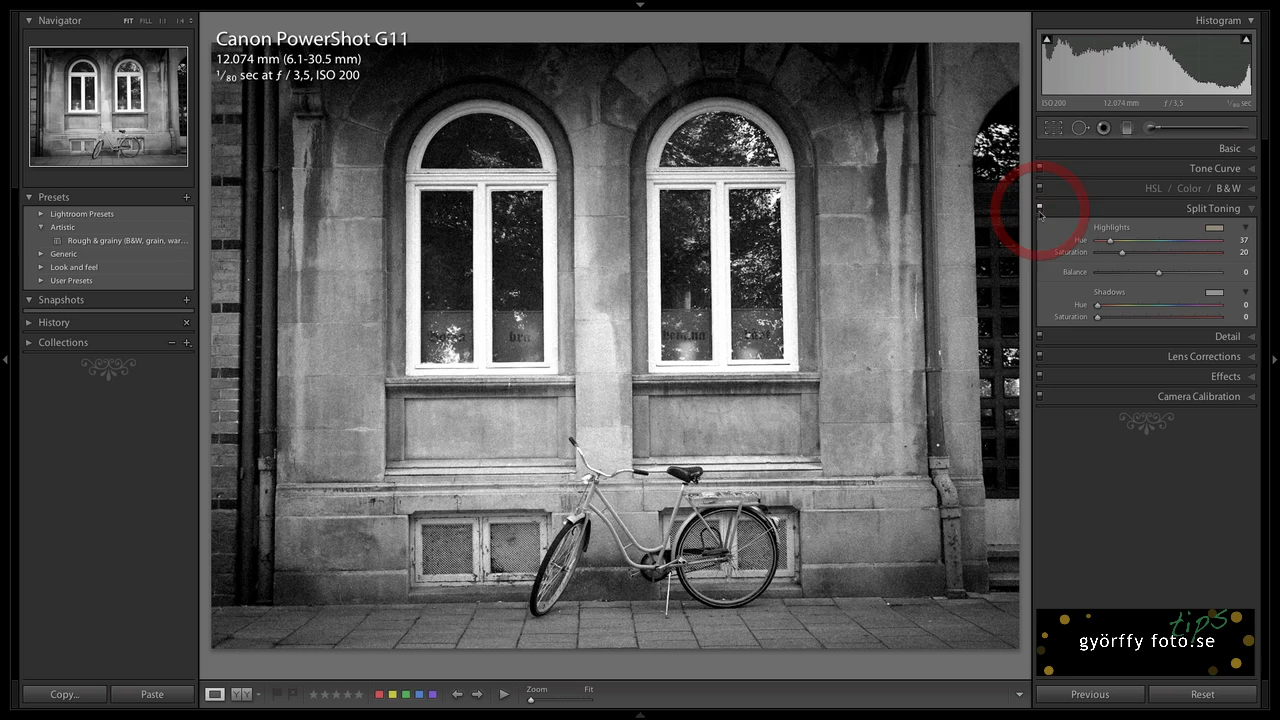 Navigator
FIT
FILL
1:1
1:4
Presets
Lightroom Presets
Artistic
Rough & grainy (B&W, grain, war...
Generic
Look and feel
User Presets
Snapshots
History
Collections
Copy...
Paste
Canon PowerShot G11
12.074 mm (6.1-30.5 mm)
1/80 sec at ƒ / 3,5, ISO 200
bra
Zoom
Fit
Histogram
ISO 200
12.074 mm
ƒ / 3,5
1/80 sec
Basic
Tone Curve
HSL / Color / B & W
Split Toning
Highlights
Hue
37
Saturation
20
Balance
0
Shadows
Hue
0
Saturation
0
Detail
Lens Corrections
Effects
Camera Calibration
tips
györffy foto.se
Previous
Reset